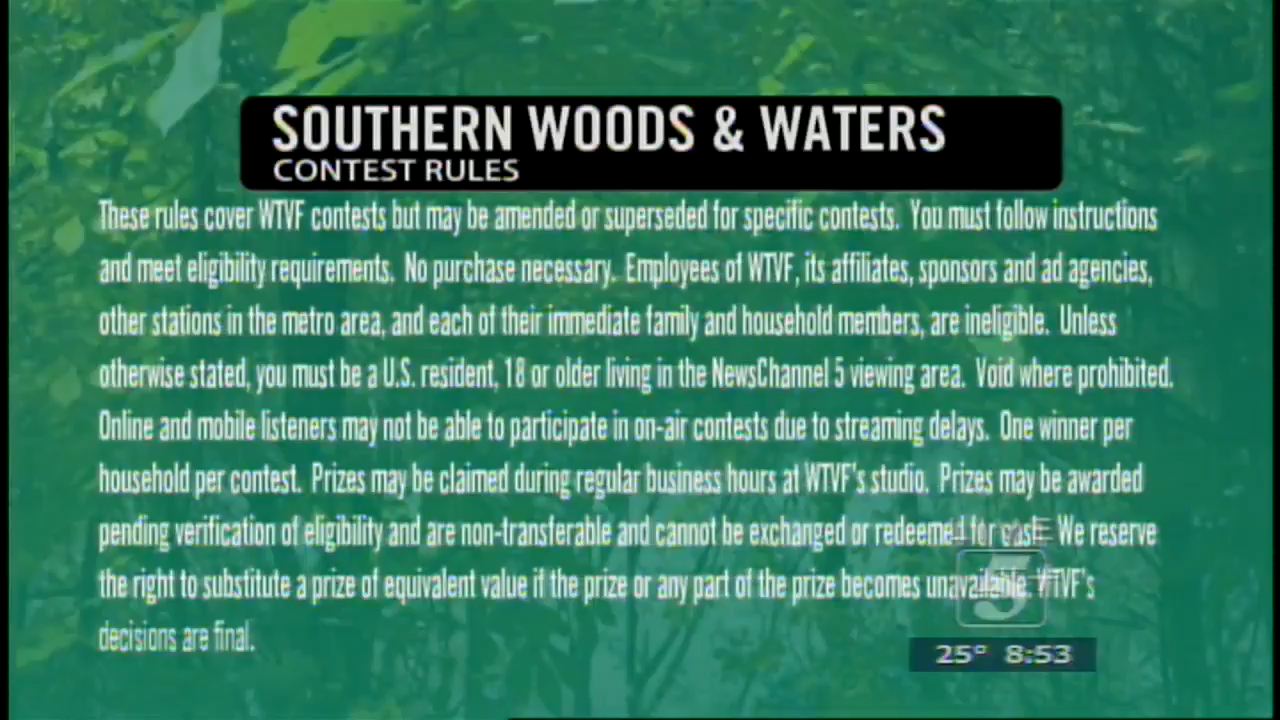 SOUTHERN WOODS & WATERS
CONTEST RULES
These rules cover WTVF contests but may be amended or superseded for specific contests. You must follow instructions
and meet eligibility requirements. No purchase necessary. Employees of WTVF, its affiliates, sponsors and ad agencies,
other stations in the metro area, and each of their immediate family and household members, are ineligible. Unless
otherwise stated, you must be a U.S. resident, 18 or older living in the NewsChannel 5 viewing area. Void where prohibited.
Online and mobile listeners may not be able to participate in on-air contests due to streaming delays. One winner per
household per contest. Prizes may be claimed during regular business hours at WTVF's studio. Prizes may be awarded
pending verification of eligibility and are non-transferable and cannot be exchanged or redeemed for cash. We reserve
the right to substitute a prize of equivalent value if the prize or any part of the prize becomes unavailable. WTVF's
decisions are final.
5
25° 8:53